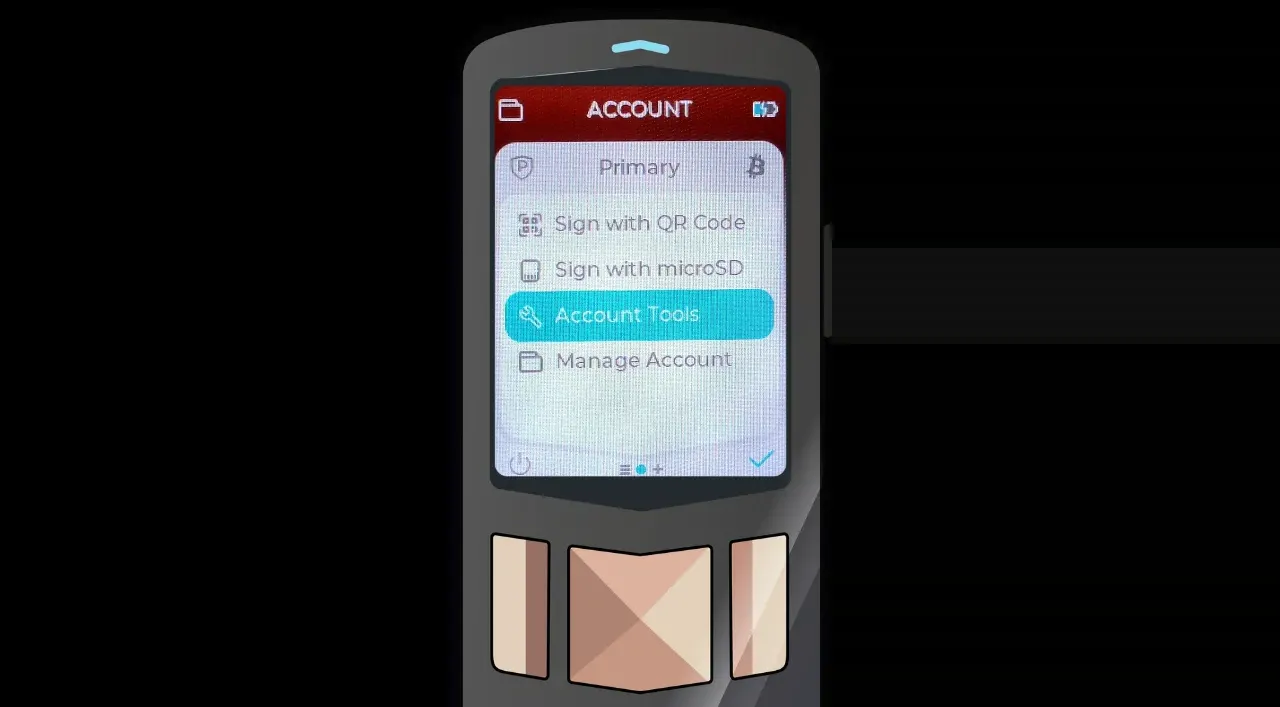 ACCOUNT
P Primary
Sign with QR Code
Sign with microSD
Account Tools
Manage Account